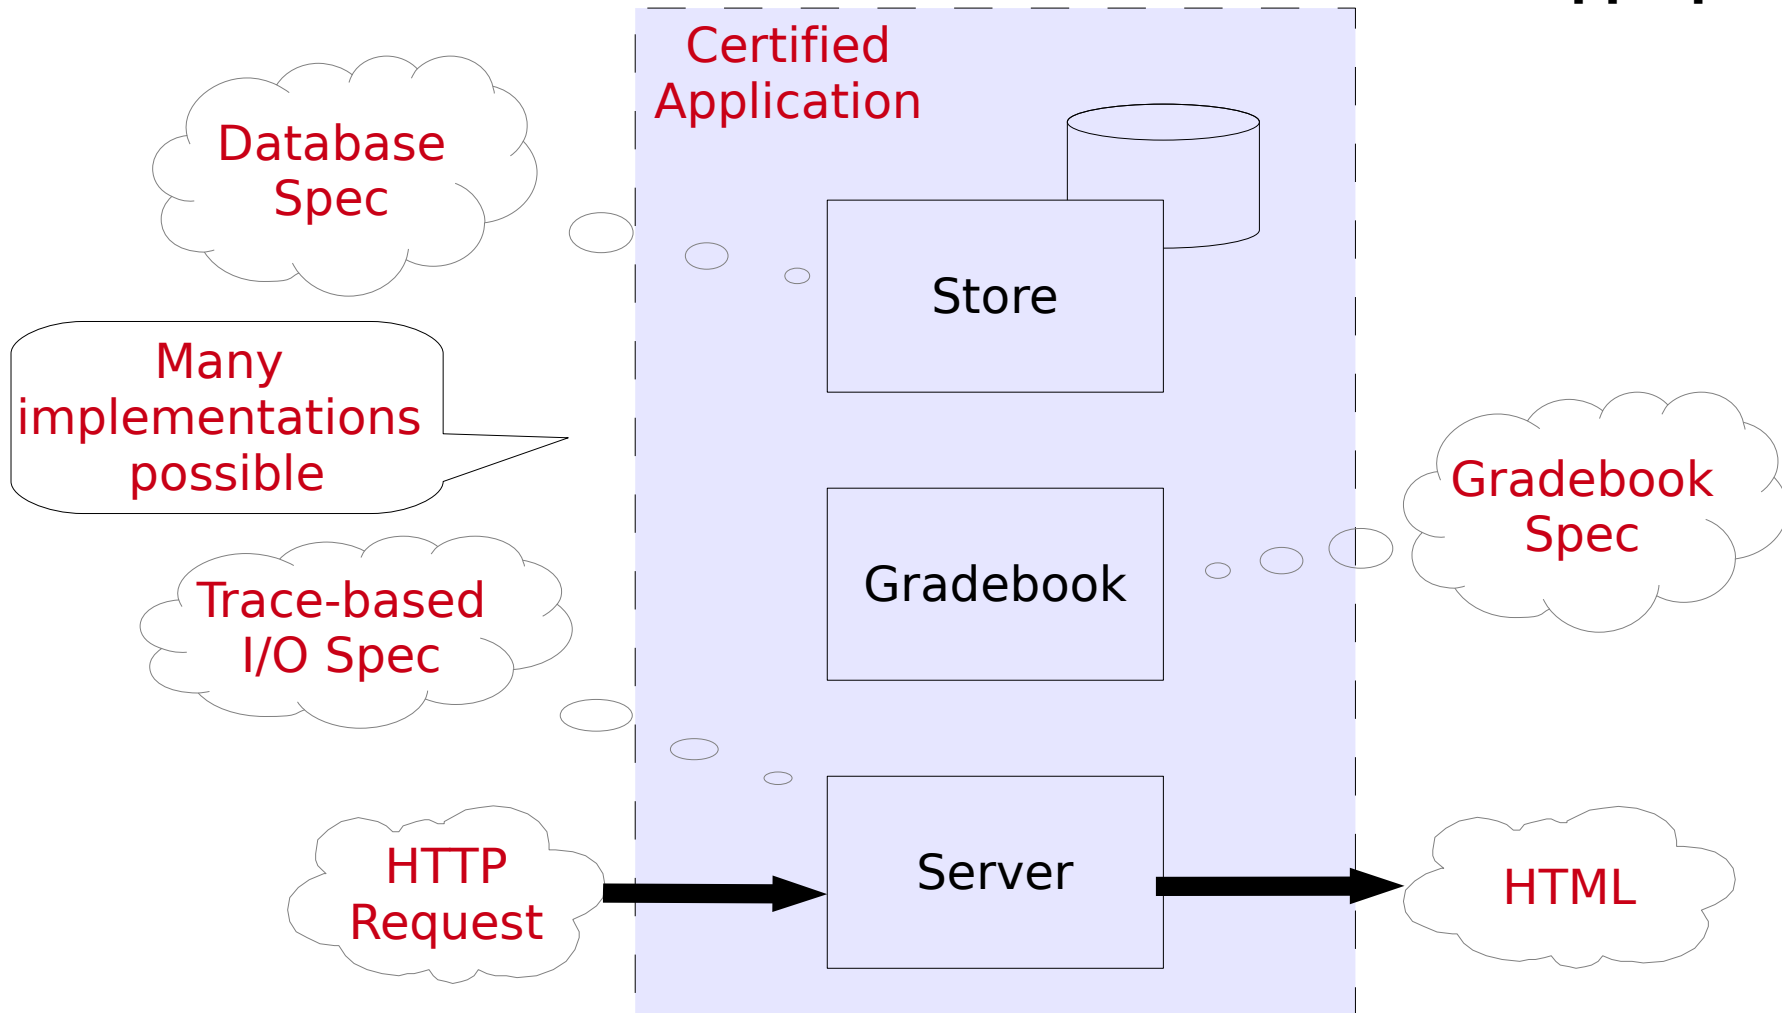 Certified
Application
Database
Spec
Store
Many
implementations
possible
Gradebook
Spec
Gradebook
Trace-based
I/O Spec
HTTP
Request
Server
HTML